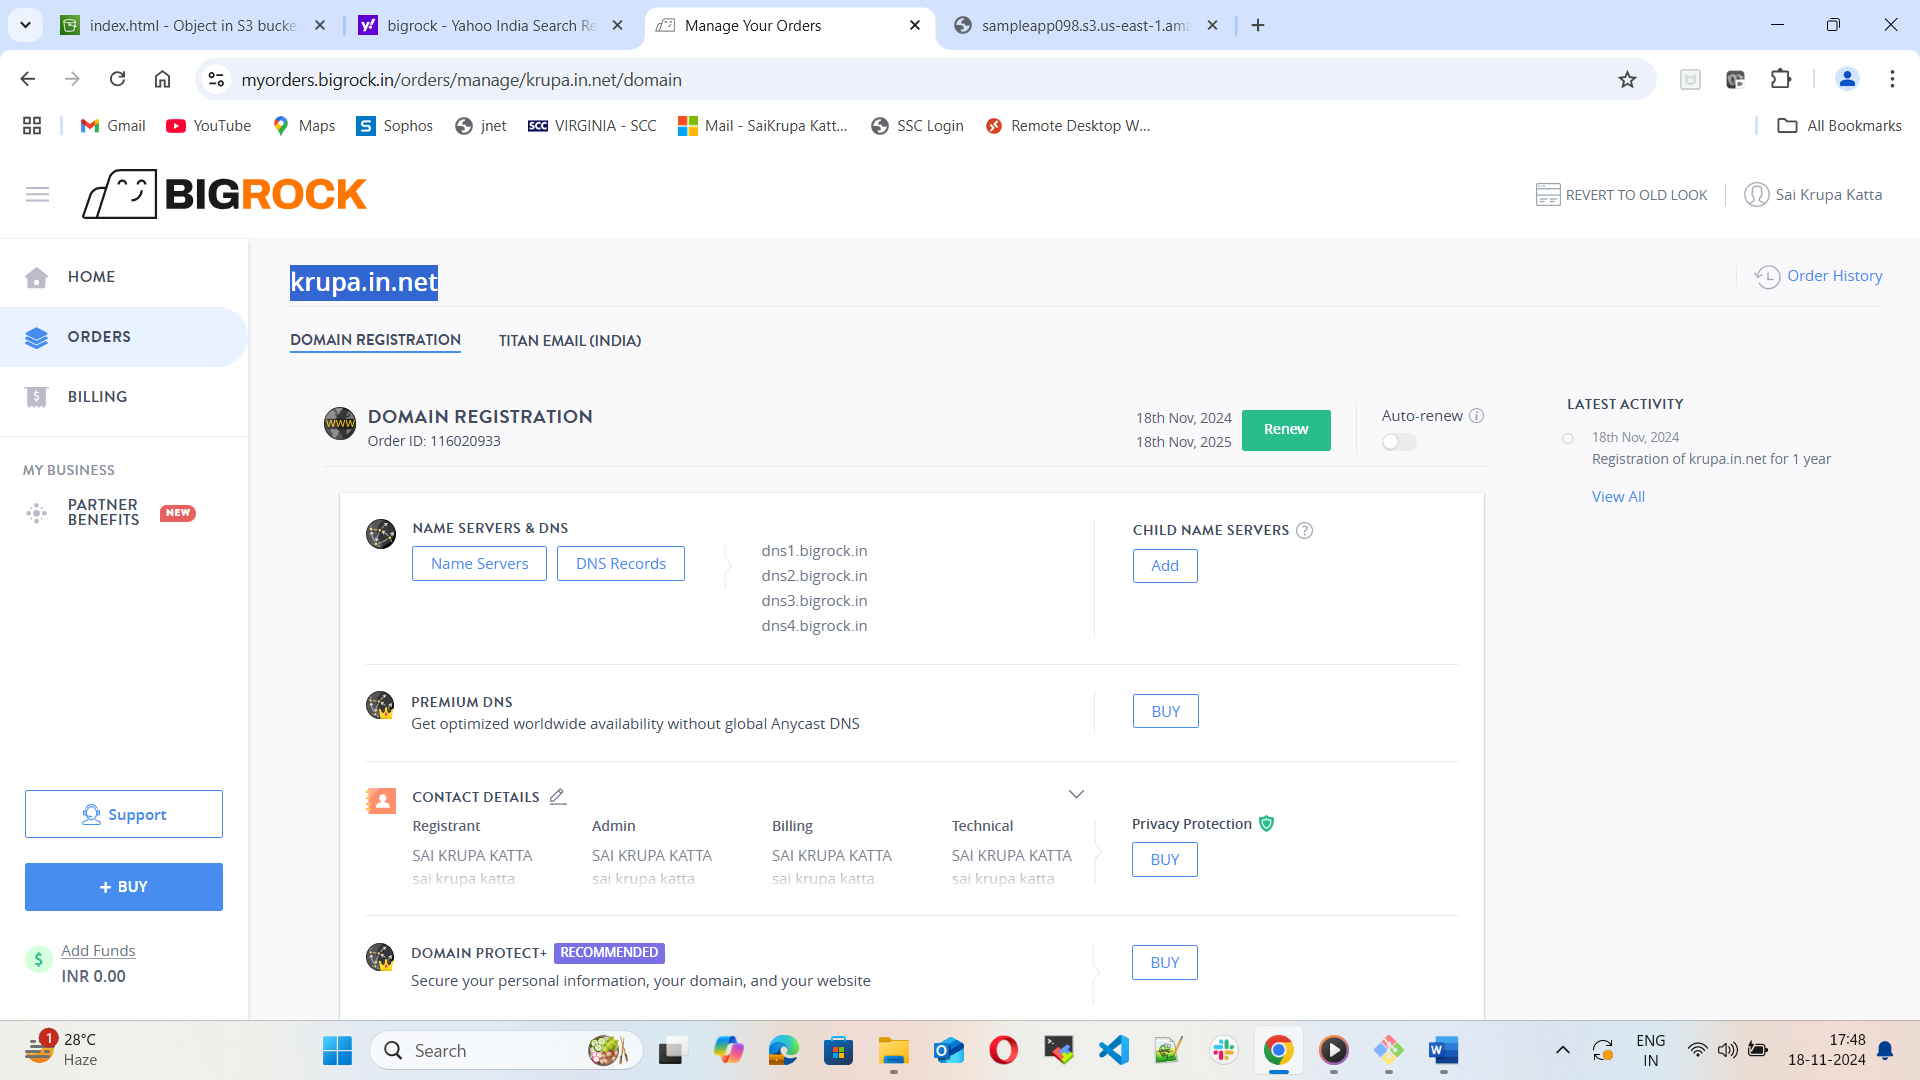 index.html - Object in S3 bucke
bigrock - Yahoo India Search Re
Manage Your Orders
sampleapp098.s3.us-east-1.ama
myorders.bigrock.in/orders/manage/krupa.in.net/domain
Gmail
YouTube
Maps
Sophos
jnet
SCC VIRGINIA - SCC
Mail - SaiKrupa Katt...
SSC Login
Remote Desktop W...
All Bookmarks
BIGROCK
REVERT TO OLD LOOK
Sai Krupa Katta
HOME
ORDERS
BILLING
MY BUSINESS
PARTNER
BENEFITS
NEW
Support
+ BUY
$
Add Funds
INR 0.00
krupa.in.net
Order History
DOMAIN REGISTRATION
TITAN EMAIL (INDIA)
WWW
DOMAIN REGISTRATION
Order ID: 116020933
18th Nov, 2024
18th Nov, 2025
Renew
Auto-renew
LATEST ACTIVITY
18th Nov, 2024
Registration of krupa.in.net for 1 year
View All
NAME SERVERS & DNS
Name Servers
DNS Records
dns1.bigrock.in
dns2.bigrock.in
dns3.bigrock.in
dns4.bigrock.in
CHILD NAME SERVERS ?
Add
PREMIUM DNS
Get optimized worldwide availability without global Anycast DNS
BUY
CONTACT DETAILS
Registrant
Admin
Billing
Technical
SAI KRUPA KATTA
SAI KRUPA KATTA
SAI KRUPA KATTA
SAI KRUPA KATTA
sai krupa katta
sai krupa katta
sai krupa katta
sai krupa katta
Privacy Protection
BUY
DOMAIN PROTECT+
RECOMMENDED
Secure your personal information, your domain, and your website
BUY
1
28°C
Haze
Search
ENG
IN
17:48
18-11-2024